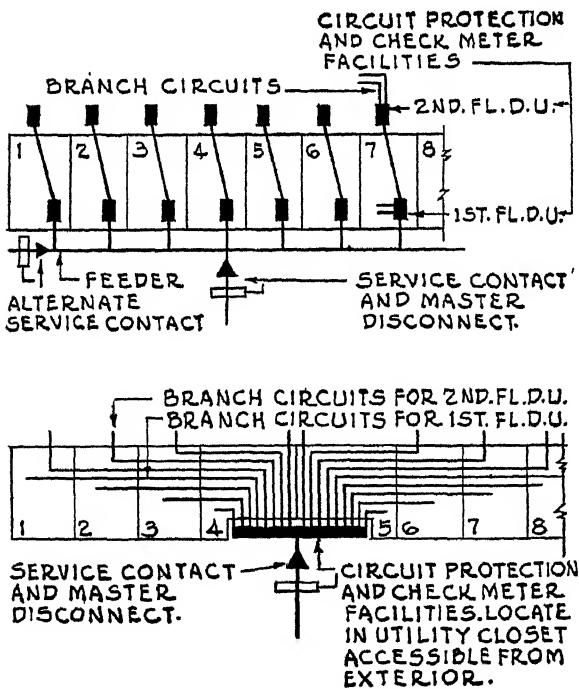 CIRCUIT PROTECTION
AND CHECK METER
FACILITIES
BRANCH CIRCUITS
2ND. FL. D.U.
1 2 3 4 5 6 7 8
1ST. FL. D.U.
FEEDER
ALTERNATE
SERVICE CONTACT
SERVICE CONTACT
AND MASTER
DISCONNECT.
BRANCH CIRCUITS FOR 2ND. FL. D.U.
BRANCH CIRCUITS FOR 1ST. FL. D.U.
1 2 3 4 5 6 7 8
SERVICE CONTACT
AND MASTER
DISCONNECT.
CIRCUIT PROTECTION
AND CHECK METER
FACILITIES. LOCATE
IN UTILITY CLOSET
ACCESSIBLE FROM
EXTERIOR.